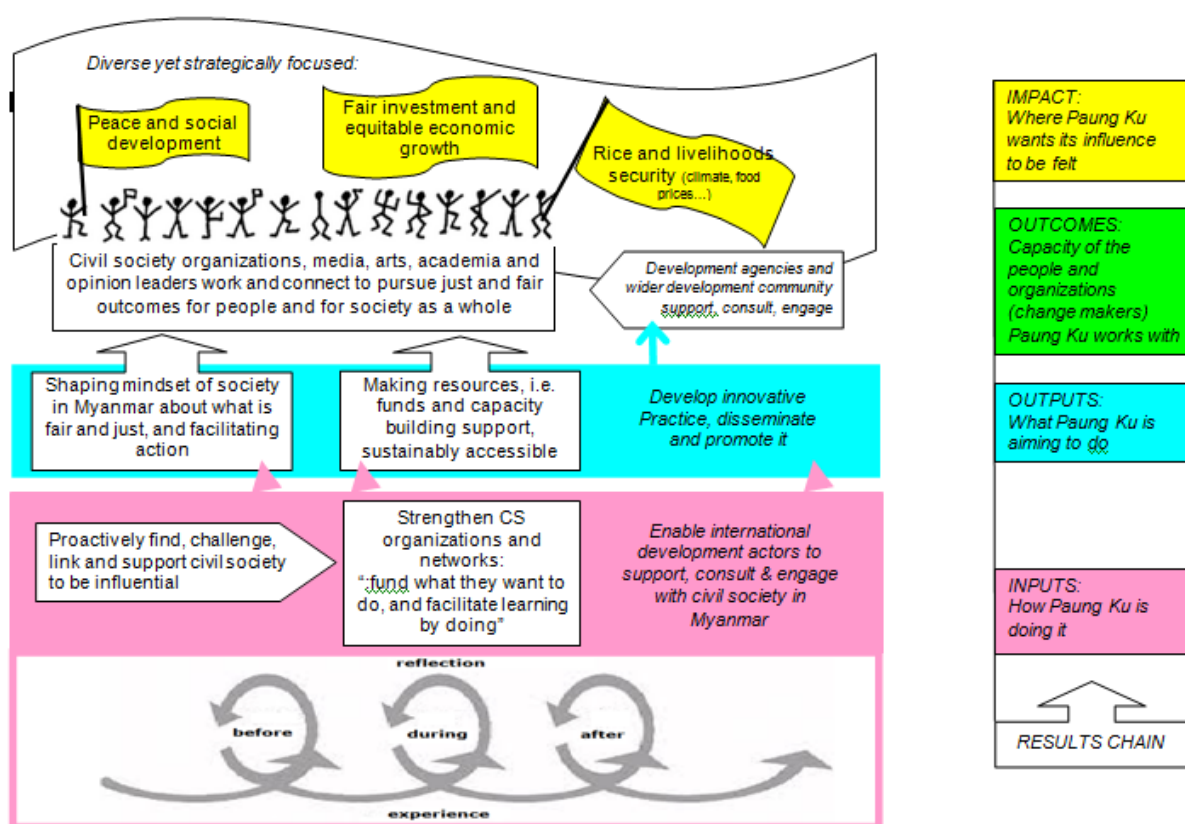 Diverse yet strategically focused:
Peace and social
development
Fair investment and
equitable economic
growth
Rice and livelihoods
security (climate, food
prices...)
Civil society organizations, media, arts, academia and
opinion leaders work and connect to pursue just and fair
outcomes for people and for society as a whole
Development agencies and
wider development community
support, consult, engage
Shaping mindset of society
in Myanmar about what is
fair and just, and facilitating
action
Making resources, i.e.
funds and capacity
building support,
sustainably accessible
Develop innovative
Practice, disseminate
and promote it
Proactively find, challenge,
link and support civil society
to be influential
Strengthen CS
organizations and
networks:
“:fund what they want to
do, and facilitate learning
by doing”
Enable international
development actors to
support, consult & engage
with civil society in
Myanmar
reflection
before
during
after
experience
IMPACT:
Where Paung Ku
wants its influence
to be felt
OUTCOMES:
Capacity of the
people and
organizations
(change makers)
Paung Ku works with
OUTPUTS:
What Paung Ku is
aiming to do
INPUTS:
How Paung Ku is
doing it
RESULTS CHAIN